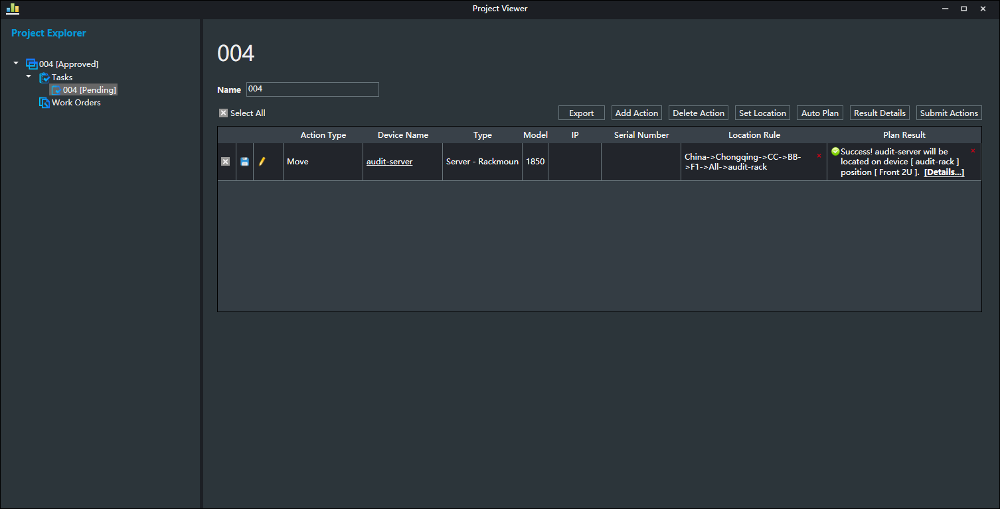 Project Viewer
Project Explorer
004 [Approved]
Tasks
004 [Pending]
Work Orders
004
Name 004
Select All
Export Add Action Delete Action Set Location Auto Plan Result Details Submit Actions
Action Type Device Name Type Model IP Serial Number Location Rule Plan Result
Move audit-server Server - Rackmoun 1850
China->Chongqing->CC->BB-
>F1->All->audit-rack
Success! audit-server will be
located on device [ audit-rack ]
position [ Front 2U ]. [Details...]